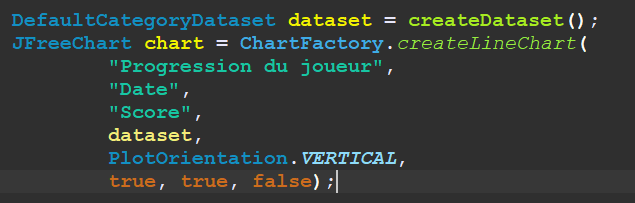 DefaultCategoryDataset dataset = createDataset();
JFreeChart chart = ChartFactory.createLineChart(
"Progression du joueur",
"Date",
"Score",
dataset,
PlotOrientation.VERTICAL,
true, true, false);